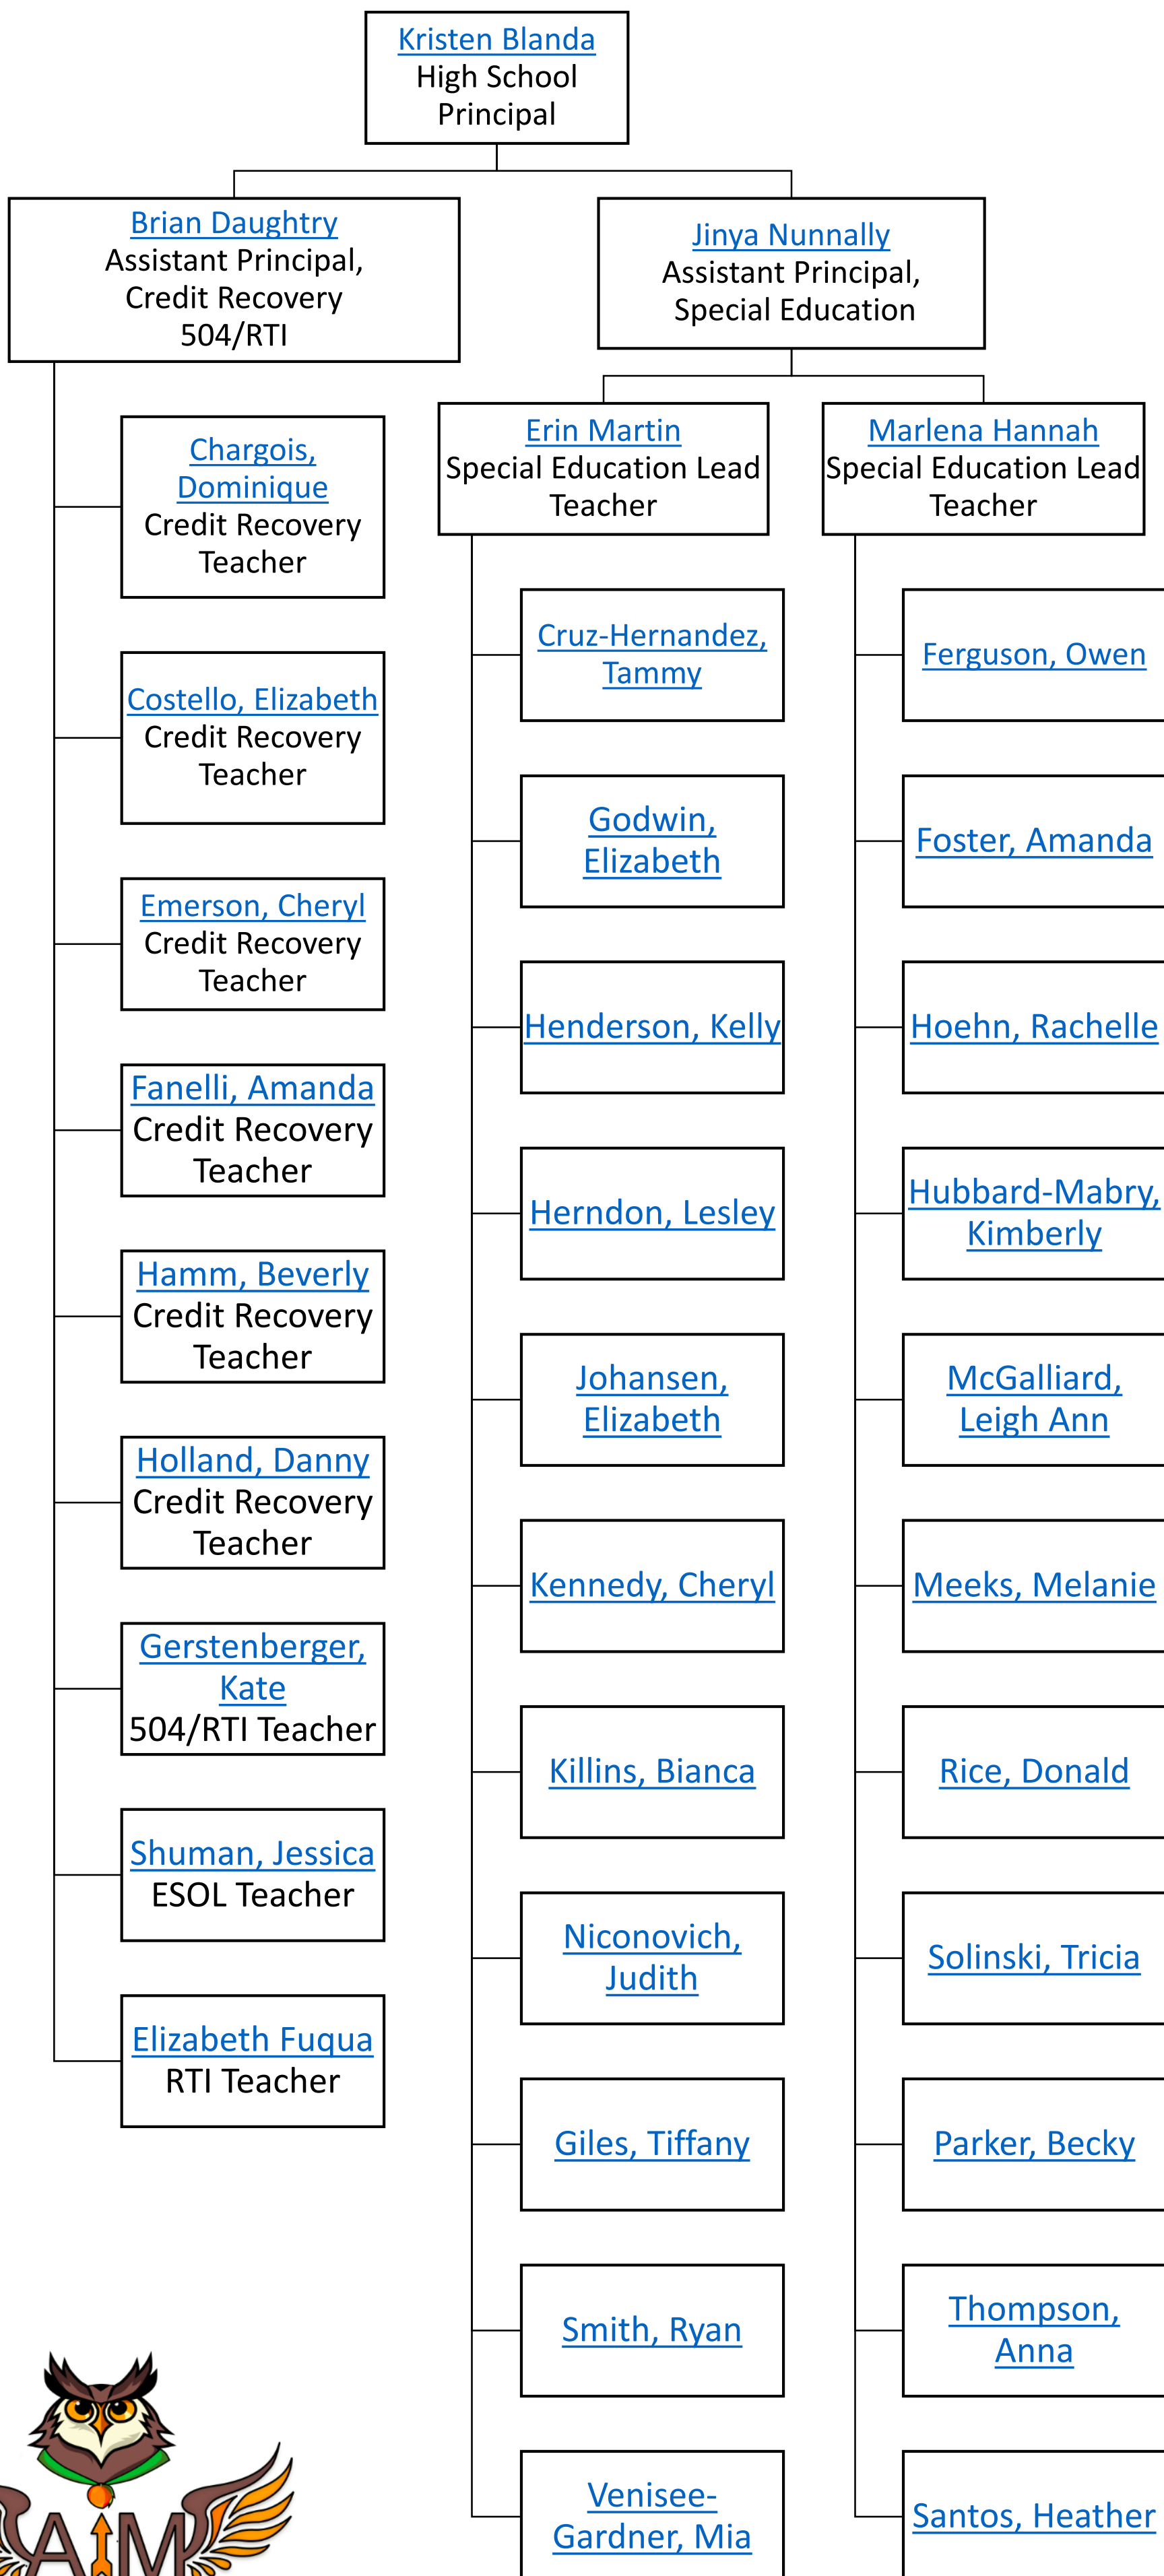 Kristen Blanda
High School
Principal
Brian Daughtry
Assistant Principal,
Credit Recovery
504/RTI
Chargois,
Dominique
Credit Recovery
Teacher
Costello, Elizabeth
Credit Recovery
Teacher
Emerson, Cheryl
Credit Recovery
Teacher
Fanelli, Amanda
Credit Recovery
Teacher
Hamm, Beverly
Credit Recovery
Teacher
Holland, Danny
Credit Recovery
Teacher
Gerstenberger,
Kate
504/RTI Teacher
Shuman, Jessica
ESOL Teacher
Elizabeth Fuqua
RTI Teacher
Jinya Nunnally
Assistant Principal,
Special Education
Erin Martin
Special Education Lead
Teacher
Cruz-Hernandez,
Tammy
Godwin,
Elizabeth
Henderson, Kelly
Herndon, Lesley
Johansen,
Elizabeth
Kennedy, Cheryl
Killins, Bianca
Niconovich,
Judith
Giles, Tiffany
Smith, Ryan
Venisee-
Gardner, Mia
Marlena Hannah
Special Education Lead
Teacher
Ferguson, Owen
Foster, Amanda
Hoehn, Rachelle
Hubbard-Mabry,
Kimberly
McGalliard,
Leigh Ann
Meeks, Melanie
Rice, Donald
Solinski, Tricia
Parker, Becky
Thompson,
Anna
Santos, Heather
AIM